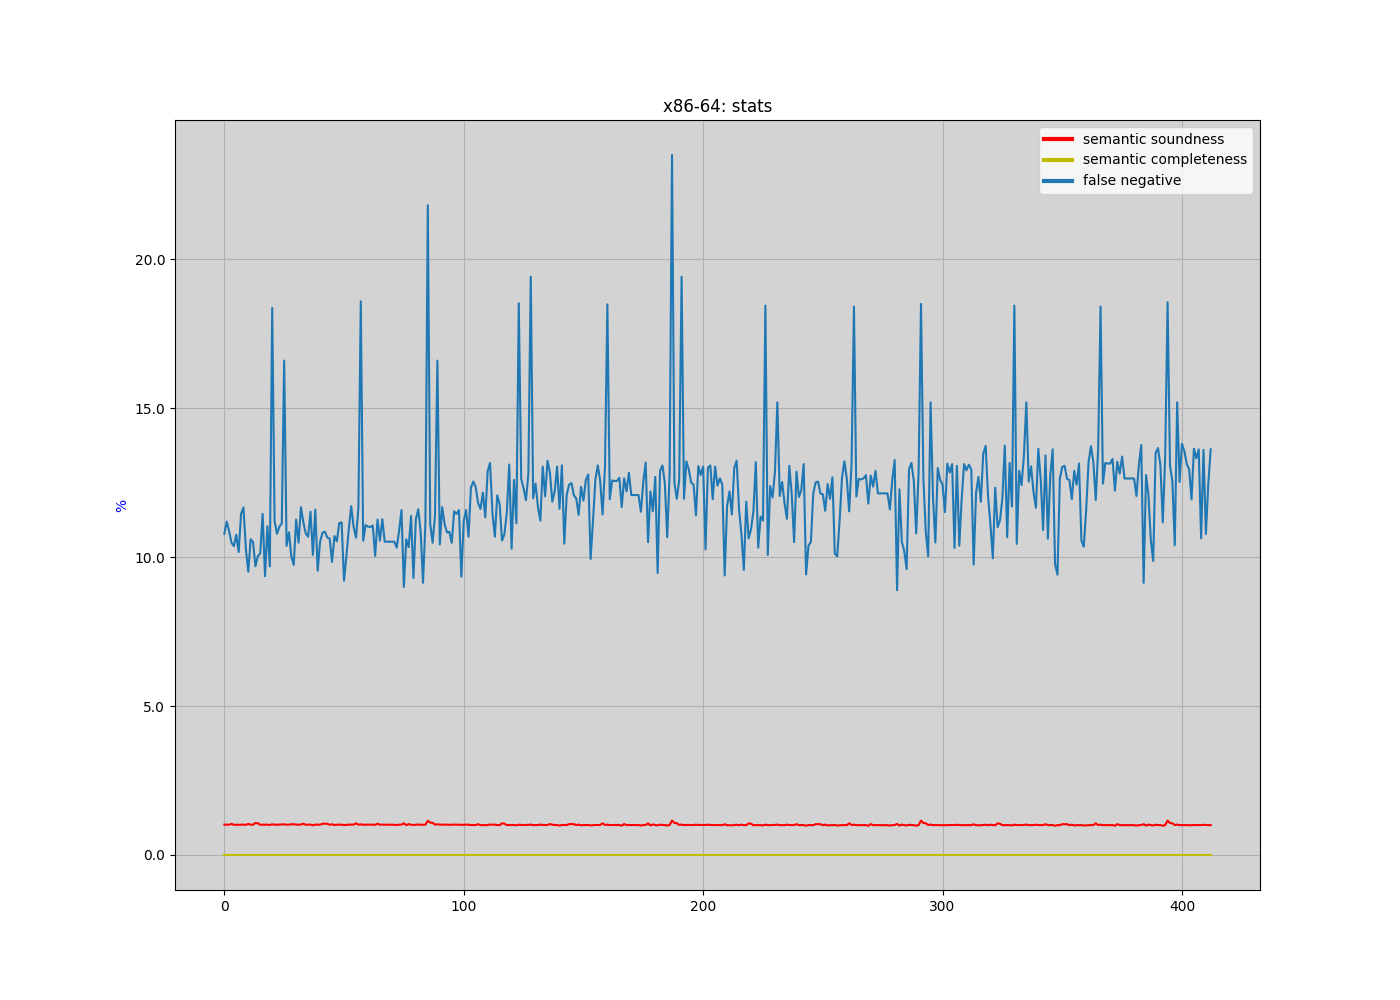 x86-64: stats
semantic soundness
semantic completeness
false negative
20.0
15.0
%
10.0
5.0
0.0
0 100 200 300 400